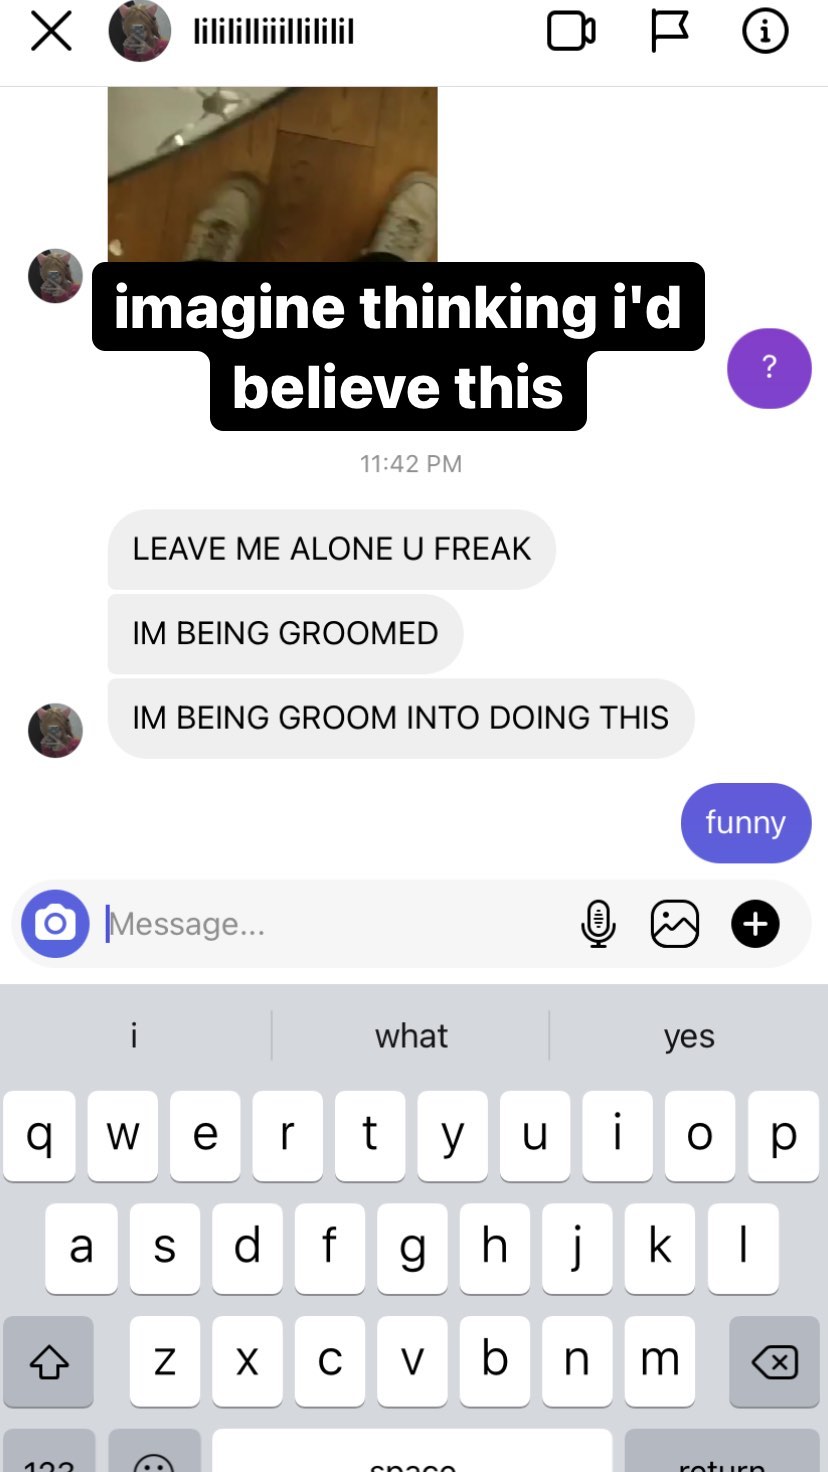 imagine thinking i'd
believe this
?
11:42 PM
LEAVE ME ALONE U FREAK
IM BEING GROOMED
IM BEING GROOM INTO DOING THIS
funny
Message...
i what yes
q w e r t y u i o p
a s d f g h j k l
z x c v b n m
123 space return